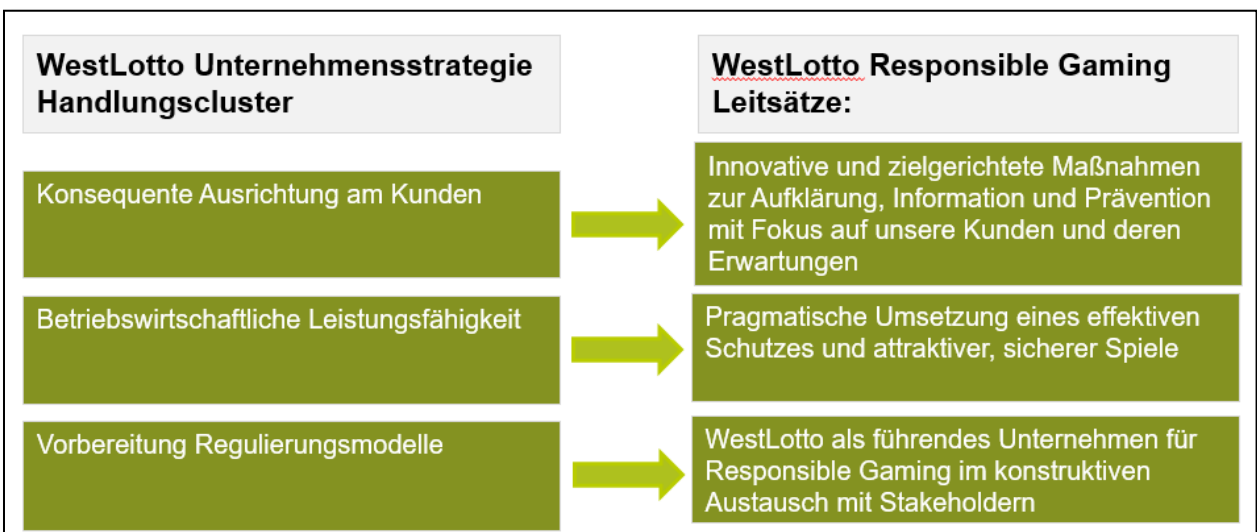 WestLotto Unternehmensstrategie
Handlungscluster
WestLotto Responsible Gaming
Leitsätze:
Konsequente Ausrichtung am Kunden
Innovative und zielgerichtete Maßnahmen
zur Aufklärung, Information und Prävention
mit Fokus auf unsere Kunden und deren
Erwartungen
Betriebswirtschaftliche Leistungsfähigkeit
Pragmatische Umsetzung eines effektiven
Schutzes und attraktiver, sicherer Spiele
Vorbereitung Regulierungsmodelle
WestLotto als führendes Unternehmen für
Responsible Gaming im konstruktiven
Austausch mit Stakeholdern